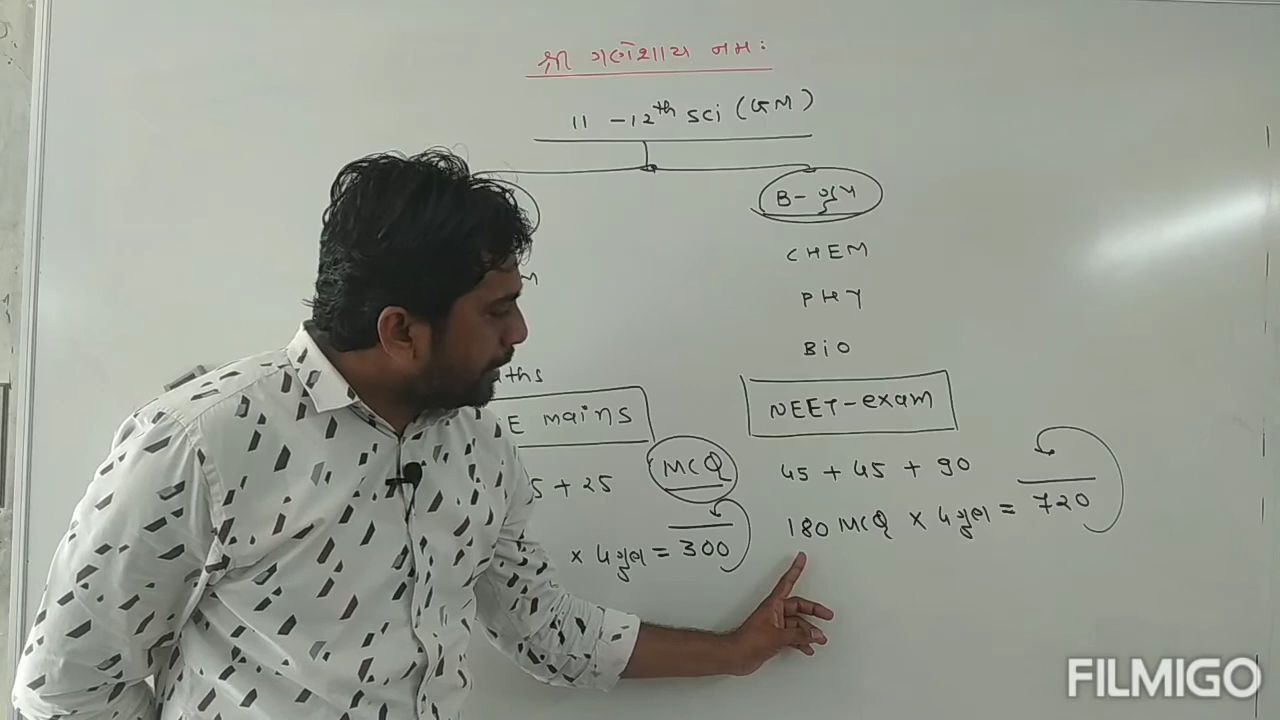 શ્રી ગણેશાય નમઃ
11 - 12th sci (GM)
B - ગ્રુપ
CHEM
PHY
BiO
ths
E mains
NEET - exam
5 + 25
MCQ
45 + 45 + 90
x 4 ગુણ = 300
180 MCQ x 4 ગુણ = 720
FILMIGO